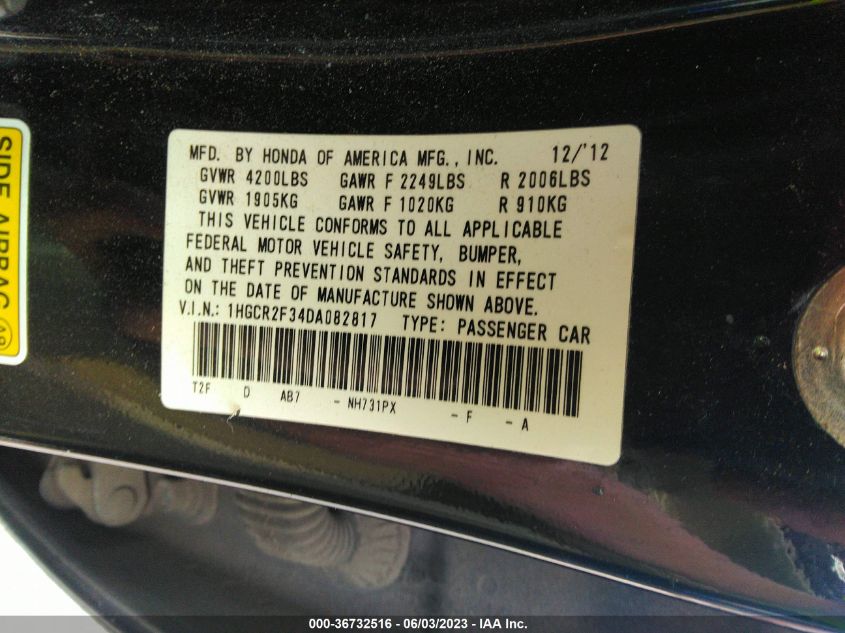 MFD. BY HONDA OF AMERICA MFG., INC. 12/'12
GVWR 4200LBS GAWR F 2249LBS R 2006LBS
GVWR 1905KG GAWR F 1020KG R 910KG
THIS VEHICLE CONFORMS TO ALL APPLICABLE
FEDERAL MOTOR VEHICLE SAFETY, BUMPER,
AND THEFT PREVENTION STANDARDS IN EFFECT
ON THE DATE OF MANUFACTURE SHOWN ABOVE.
V.I.N.: 1HGCR2F34DA082817 TYPE: PASSENGER CAR
T2F D AB7 - NH731PX - F - A
SIDE AIRBAG
000-36732516 - 06/03/2023 - IAA Inc.